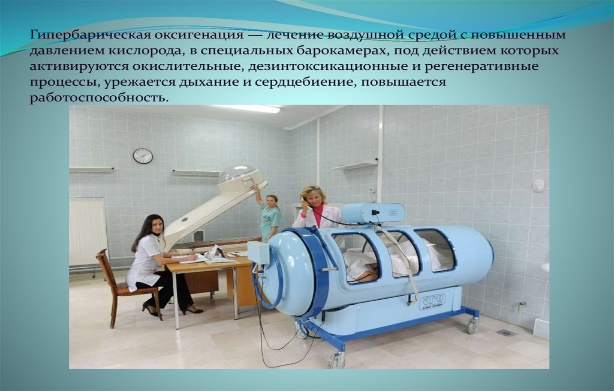 Гипербарическая оксигенация — лечение воздушной средой с повышенным
давлением кислорода, в специальных барокамерах, под действием которых
активируются окислительные, дезинтоксикационные и регенеративные
процессы, урежается дыхание и сердцебиение, повышается
работоспособность.